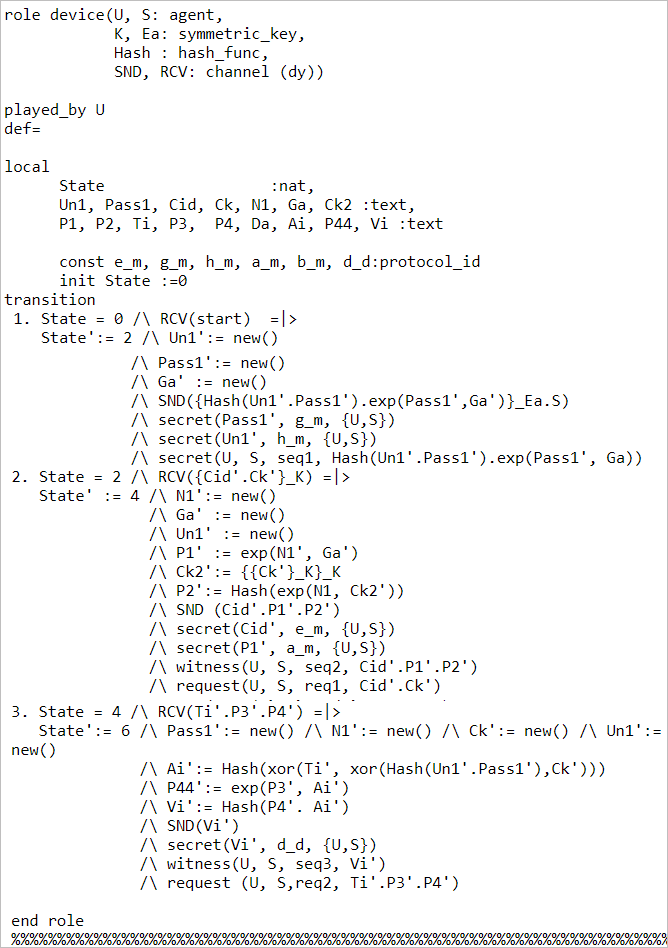 role device(U, S: agent,
K, Ea: symmetric_key,
Hash : hash_func,
SND, RCV: channel (dy))
played_by U
def=
local
State :nat,
Un1, Pass1, Cid, Ck, N1, Ga, Ck2 :text,
P1, P2, Ti, P3, P4, Da, Ai, P44, Vi :text
const e_m, g_m, h_m, a_m, b_m, d_d:protocol_id
init State :=0
transition
1. State = 0 /\ RCV(start) =|>
State':= 2 /\ Un1':= new()
/\ Pass1':= new()
/\ Ga' := new()
/\ SND({Hash(Un1'.Pass1').exp(Pass1',Ga')}_Ea.S)
/\ secret(Pass1', g_m, {U,S})
/\ secret(Un1', h_m, {U,S})
/\ secret(U, S, seq1, Hash(Un1'.Pass1').exp(Pass1', Ga))
2. State = 2 /\ RCV({Cid'.Ck'}_K) =|>
State' := 4 /\ N1':= new()
/\ Ga' := new()
/\ Un1' := new()
/\ P1' := exp(N1', Ga')
/\ Ck2':= {{Ck'}_K}_K
/\ P2':= Hash(exp(N1, Ck2'))
/\ SND (Cid'.P1'.P2')
/\ secret(Cid', e_m, {U,S})
/\ secret(P1', a_m, {U,S})
/\ witness(U, S, seq2, Cid'.P1'.P2')
/\ request(U, S, req1, Cid'.Ck')
3. State = 4 /\ RCV(Ti'.P3'.P4') =|>
State':= 6 /\ Pass1':= new() /\ N1':= new() /\ Ck':= new() /\ Un1':=
new()
/\ Ai':= Hash(xor(Ti', xor(Hash(Un1'.Pass1'),Ck')))
/\ P44':= exp(P3', Ai')
/\ Vi':= Hash(P4'. Ai')
/\ SND(Vi')
/\ secret(Vi', d_d, {U,S})
/\ witness(U, S, seq3, Vi')
/\ request (U, S,req2, Ti'.P3'.P4')
end role
%%%%%%%%%%%%%%%%%%%%%%%%%%%%%%%%%%%%%%%%%%%%%%%%%%%%%%%%%%%%%%%%%%%%%%%%